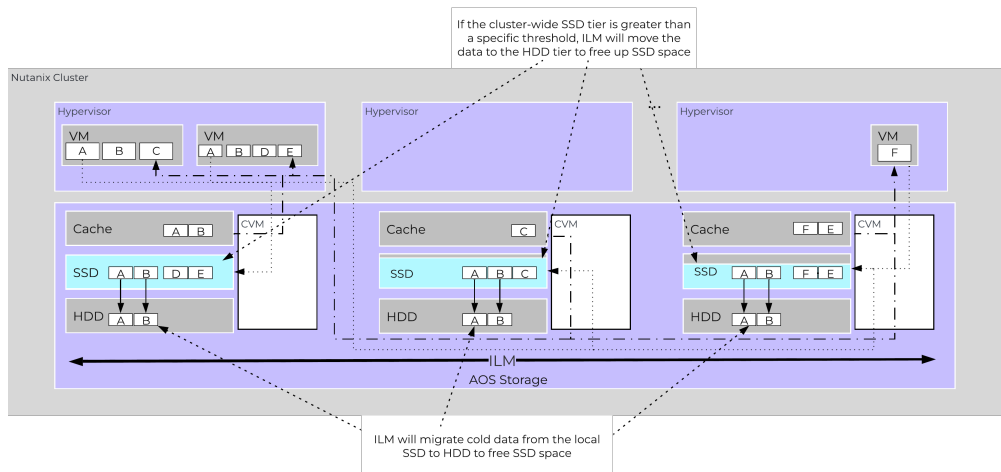 If the cluster-wide SSD tier is greater than
a specific threshold, ILM will move the
data to the HDD tier to free up SSD space
Nutanix Cluster
Hypervisor
VM
A B C
VM
A B D E
Hypervisor
...
Hypervisor
VM
F
Cache
A B
CVM
SSD
A B D E
HDD
A B
Cache
C
CVM
SSD
A B C
HDD
A B
Cache
F E
CVM
SSD
A B F E
HDD
A B
ILM
AOS Storage
ILM will migrate cold data from the local
SSD to HDD to free SSD space